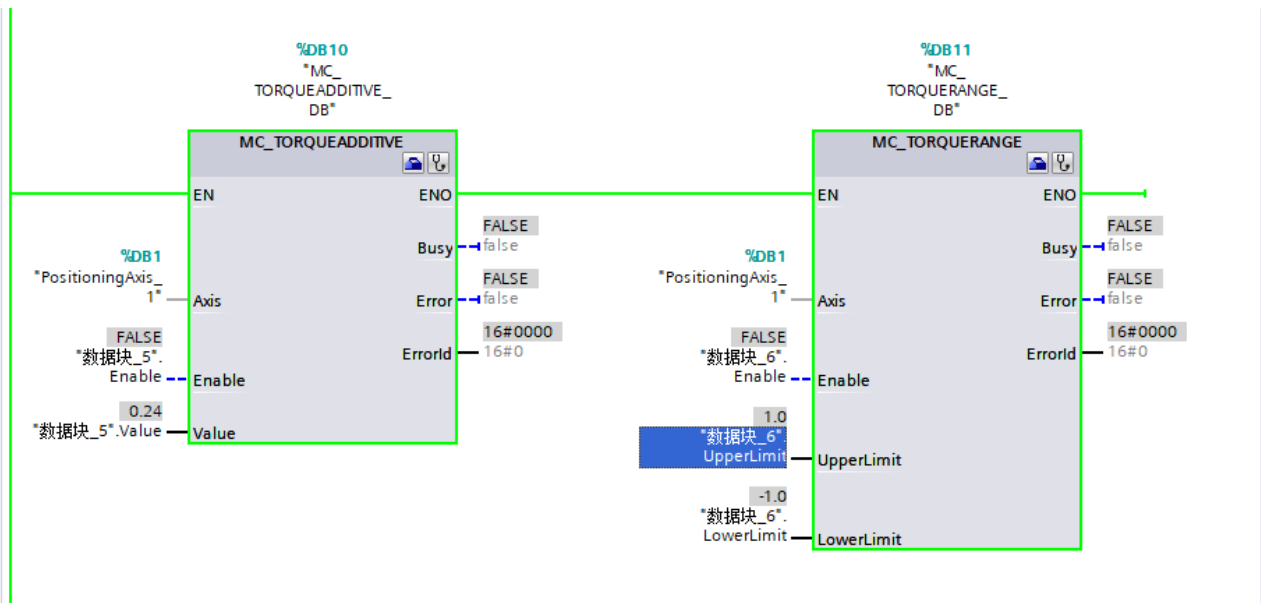 %DB10
"MC_
TORQUEADDITIVE_
DB"
MC_TORQUEADDITIVE
EN
ENO
FALSE
Busy
false
%DB1
"PositioningAxis_
1"
Axis
FALSE
Error
false
FALSE
"数据块_5".
Enable
Enable
16#0000
ErrorId
16#0
0.24
"数据块_5".Value
Value
%DB11
"MC_
TORQUERANGE_
DB"
MC_TORQUERANGE
EN
ENO
FALSE
Busy
false
%DB1
"PositioningAxis_
1"
Axis
FALSE
Error
false
FALSE
"数据块_6".
Enable
Enable
16#0000
ErrorId
16#0
1.0
"数据块_6".
UpperLimit
UpperLimit
-1.0
"数据块_6".
LowerLimit
LowerLimit